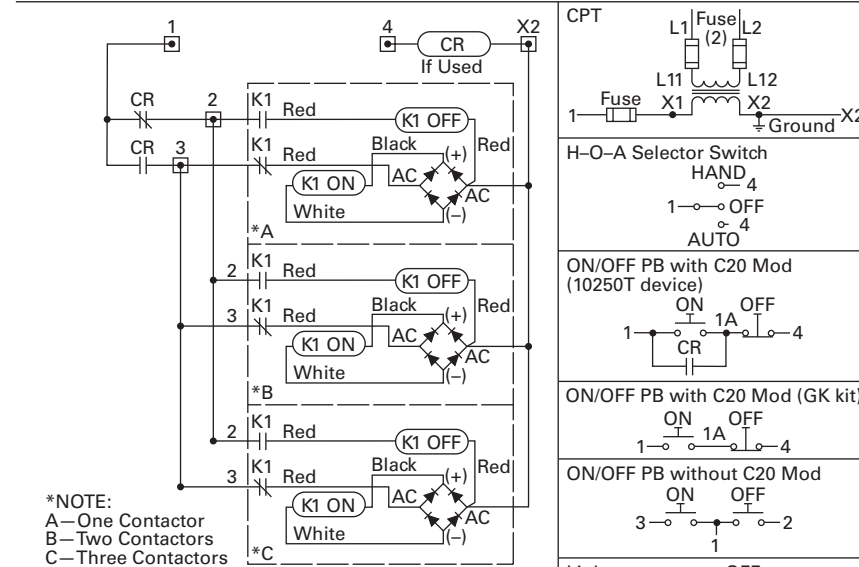 1
4
CR
X2
If Used
CR
2
K1
Red
K1 OFF
CR
3
K1
Red
Black
(+)
Red
K1 ON
AC
AC
White
(–)
*A
2
K1
Red
K1 OFF
3
K1
Red
Black
(+)
Red
K1 ON
AC
AC
White
(–)
*B
2
K1
Red
K1 OFF
3
K1
Red
Black
(+)
Red
K1 ON
AC
AC
White
(–)
*C
*NOTE:
A—One Contactor
B—Two Contactors
C—Three Contactors
CPT
L1 Fuse L2
(2)
L11 L12
Fuse X1 X2
1 X2
Ground
H–O–A Selector Switch
HAND
4
1 OFF
4
AUTO
ON/OFF PB with C20 Mod
(10250T device)
ON OFF
1 1A 4
CR
ON/OFF PB with C20 Mod (GK kit)
ON OFF
1 1A 4
ON/OFF PB without C20 Mod
ON OFF
3 2
1